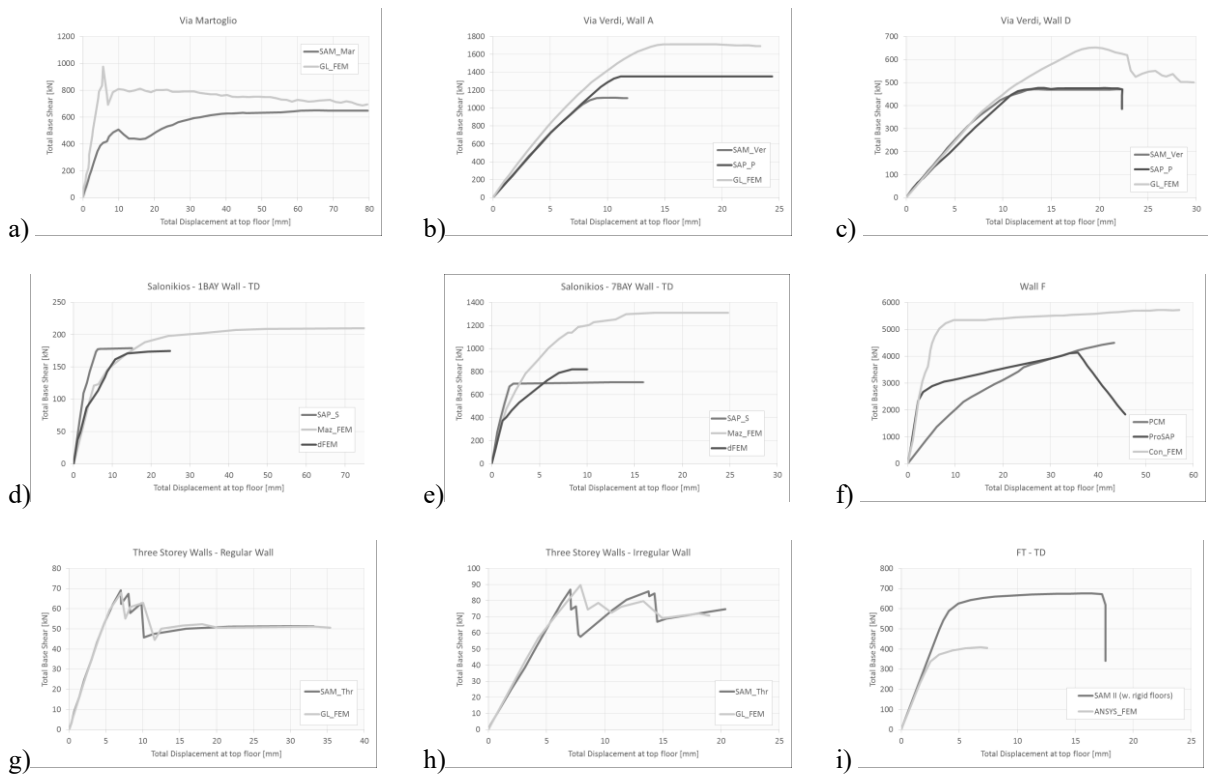 Via Martoglio
Total Base Shear [kN]
1200
1000
800
600
400
200
0
SAM_Mar
GL_FEM
0 10 20 30 40 50 60 70 80
Total Displacement at top floor [mm]
a)
Via Verdi, Wall A
Total Base Shear [kN]
1800
1600
1400
1200
1000
800
600
400
200
0
SAM_Ver
SAP_P
GL_FEM
0 5 10 15 20 25
Total Displacement at top floor [mm]
b)
Via Verdi, Wall D
Total Base Shear [kN]
700
600
500
400
300
200
100
0
SAM_Ver
SAP_P
GL_FEM
0 5 10 15 20 25 30
Total Displacement at top floor [mm]
c)
Salonikios - 1BAY Wall - TD
Total Base Shear [kN]
250
200
150
100
50
0
SAP_S
Maz_FEM
dFEM
0 10 20 30 40 50 60 70
Total Displacement at top floor [mm]
d)
Salonikios - 7BAY Wall - TD
Total Base Shear [kN]
1400
1200
1000
800
600
400
200
0
SAP_S
Maz_FEM
dFEM
0 5 10 15 20 25 30
Total Displacement at top floor [mm]
e)
Wall F
Total Base Shear [kN]
6000
5000
4000
3000
2000
1000
0
PCM
ProSAP
Con_FEM
0 10 20 30 40 50 60
Total Displacement at top floor [mm]
f)
Three Storey Walls - Regular Wall
Total Base Shear [kN]
80
70
60
50
40
30
20
10
0
SAM_Thr
GL_FEM
0 5 10 15 20 25 30 35 40
Total Displacement at top floor [mm]
g)
Three Storey Walls - Irregular Wall
Total Base Shear [kN]
100
90
80
70
60
50
40
30
20
10
0
SAM_Thr
GL_FEM
0 5 10 15 20 25
Total Displacement at top floor [mm]
h)
FT - TD
Total Base Shear [kN]
800
700
600
500
400
300
200
100
0
SAM II (w. rigid floors)
ANSYS_FEM
0 5 10 15 20 25
Total Displacement at top floor [mm]
i)